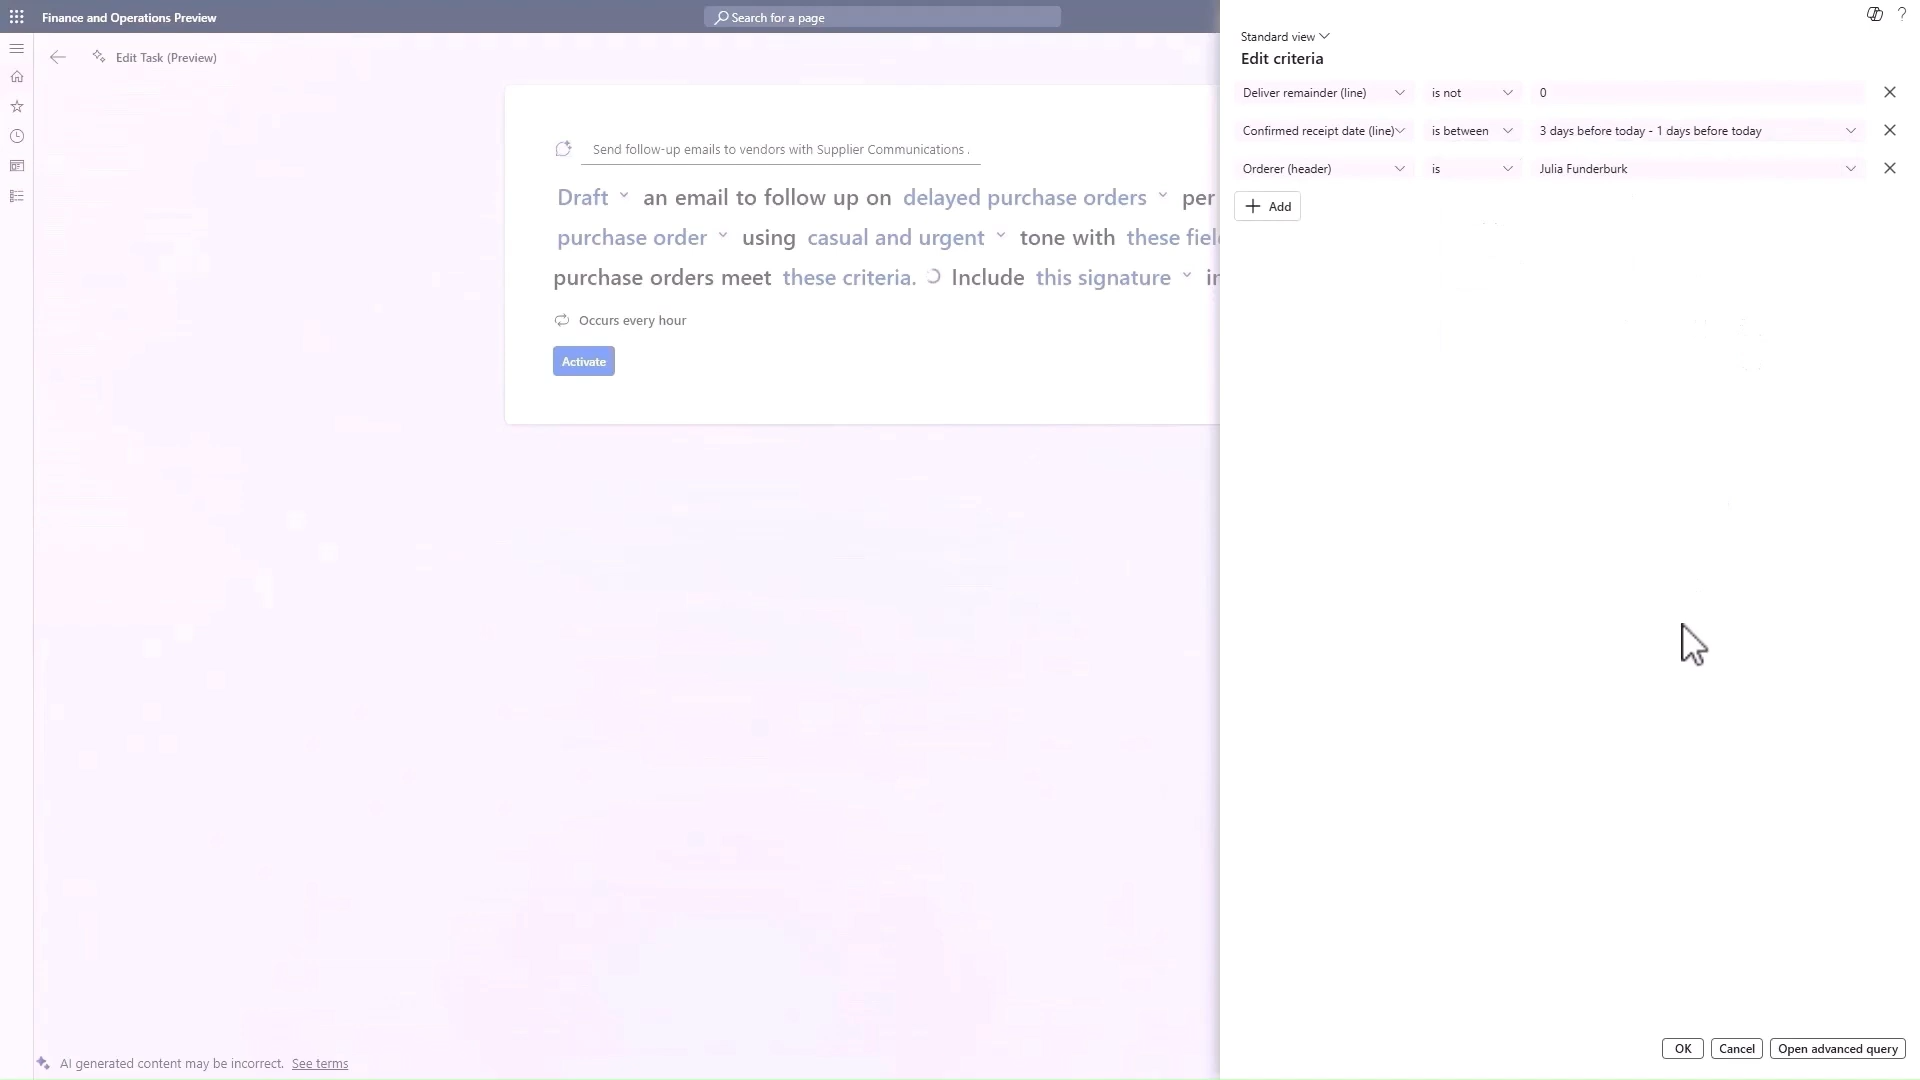 Finance and Operations Preview
Search for a page
?
Edit Task (Preview)
Send follow-up emails to vendors with Supplier Communications .
Draft an email to follow up on delayed purchase orders per
purchase order using casual and urgent tone with these
purchase orders meet these criteria. Include this signature
Occurs every hour
Activate
AI generated content may be incorrect. See terms
Standard view
Edit criteria
Deliver remainder (line) is not 0
Confirmed receipt date (line) is between 3 days before today - 1 days before today
Orderer (header) is Julia Funderburk
Add
OK Cancel Open advanced query